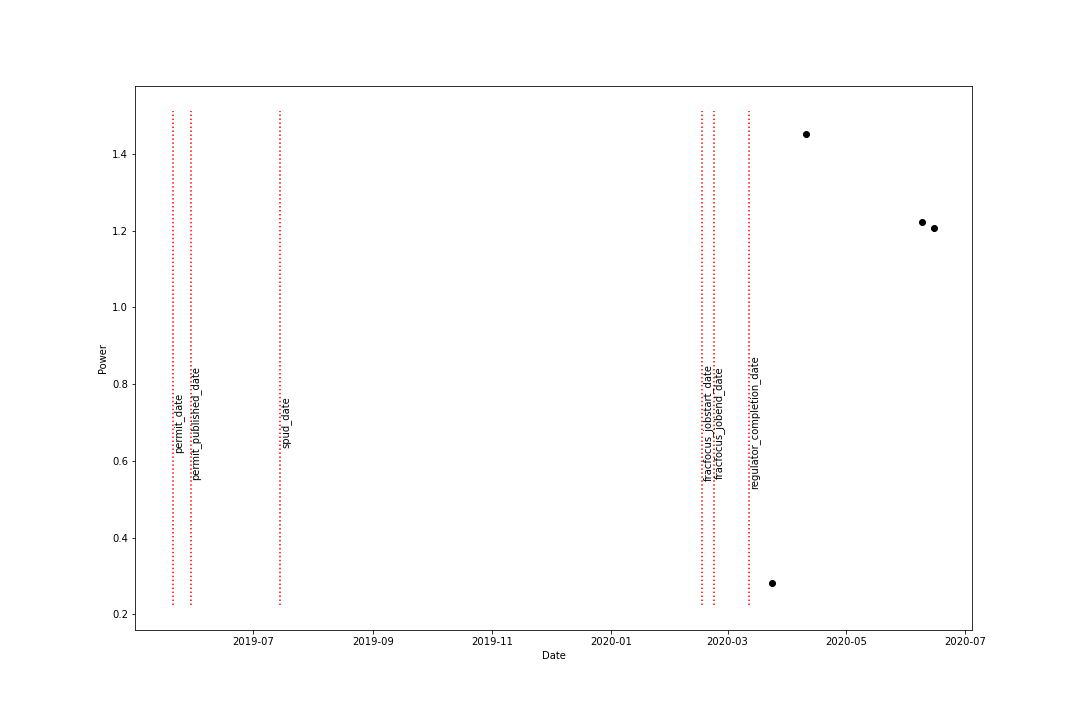 1.4
1.2
1.0
0.8
0.6
0.4
0.2
Power
permit_date
permit_published_date
spud_date
fracfocus_jobstart_date
fracfocus_jobend_date
regulator_completion_date
2019-07
2019-09
2019-11
2020-01
2020-03
2020-05
2020-07
Date